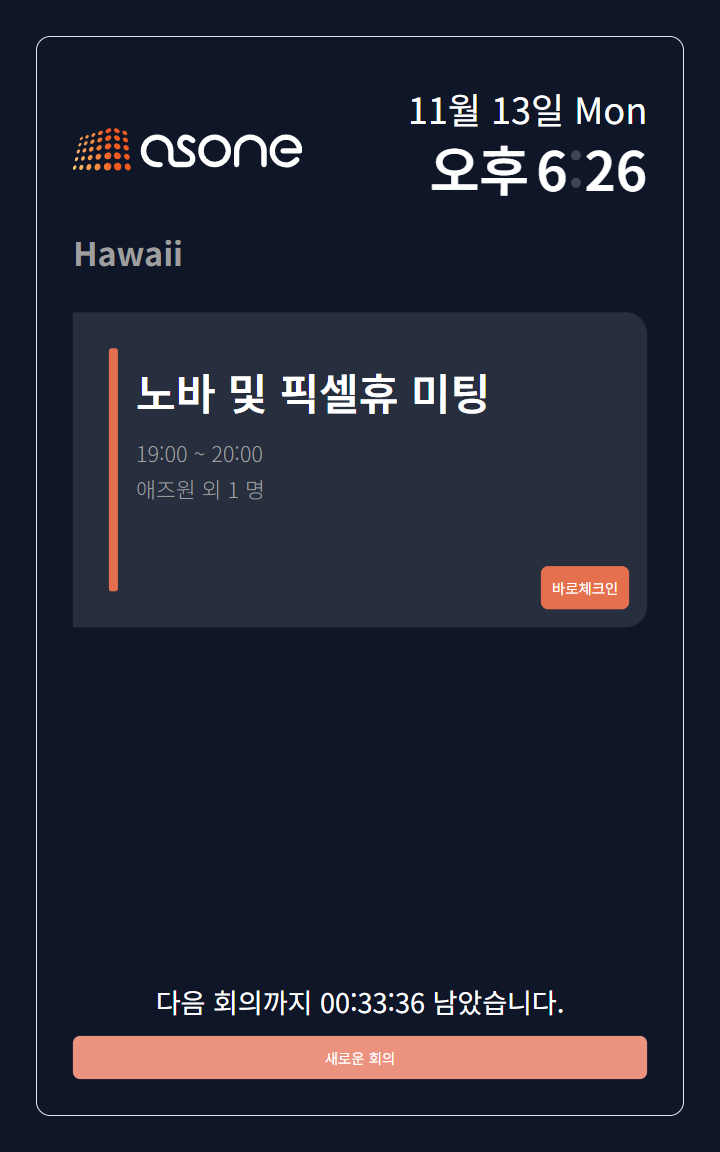 asone
11월 13일 Mon
오후 6:26
Hawaii
노바 및 픽셀휴 미팅
19:00 ~ 20:00
애즈원 외 1 명
바로체크인
다음 회의까지 00:33:36 남았습니다.
새로운 회의